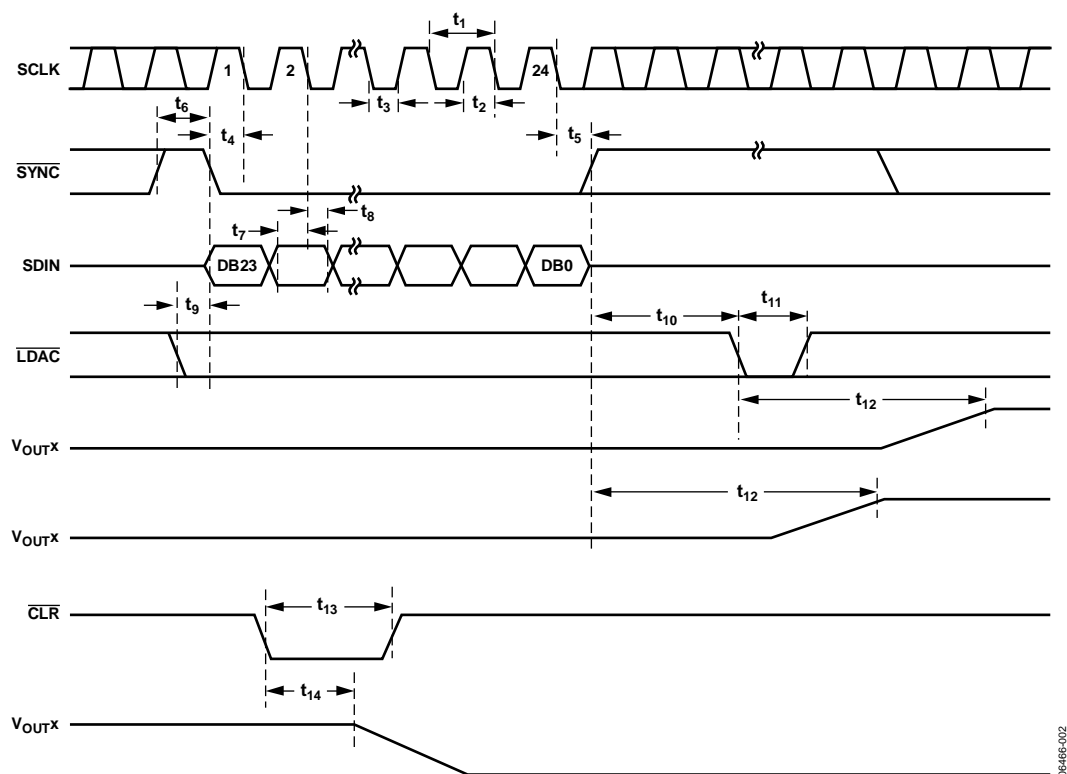 t1
SCLK
1
2
24
t3
t2
t6
t4
t5
SYNC
t8
t7
SDIN
DB23
DB0
t9
t10
t11
LDAC
t12
VOUTx
t12
VOUTx
CLR
t13
t14
VOUTx
06466-002